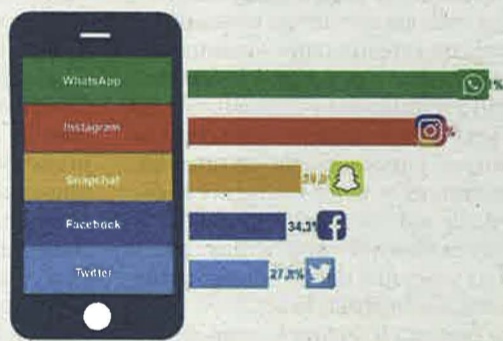 WhatsApp
Instagram
Snapchat
Facebook
34,3%
Twitter
27,8%